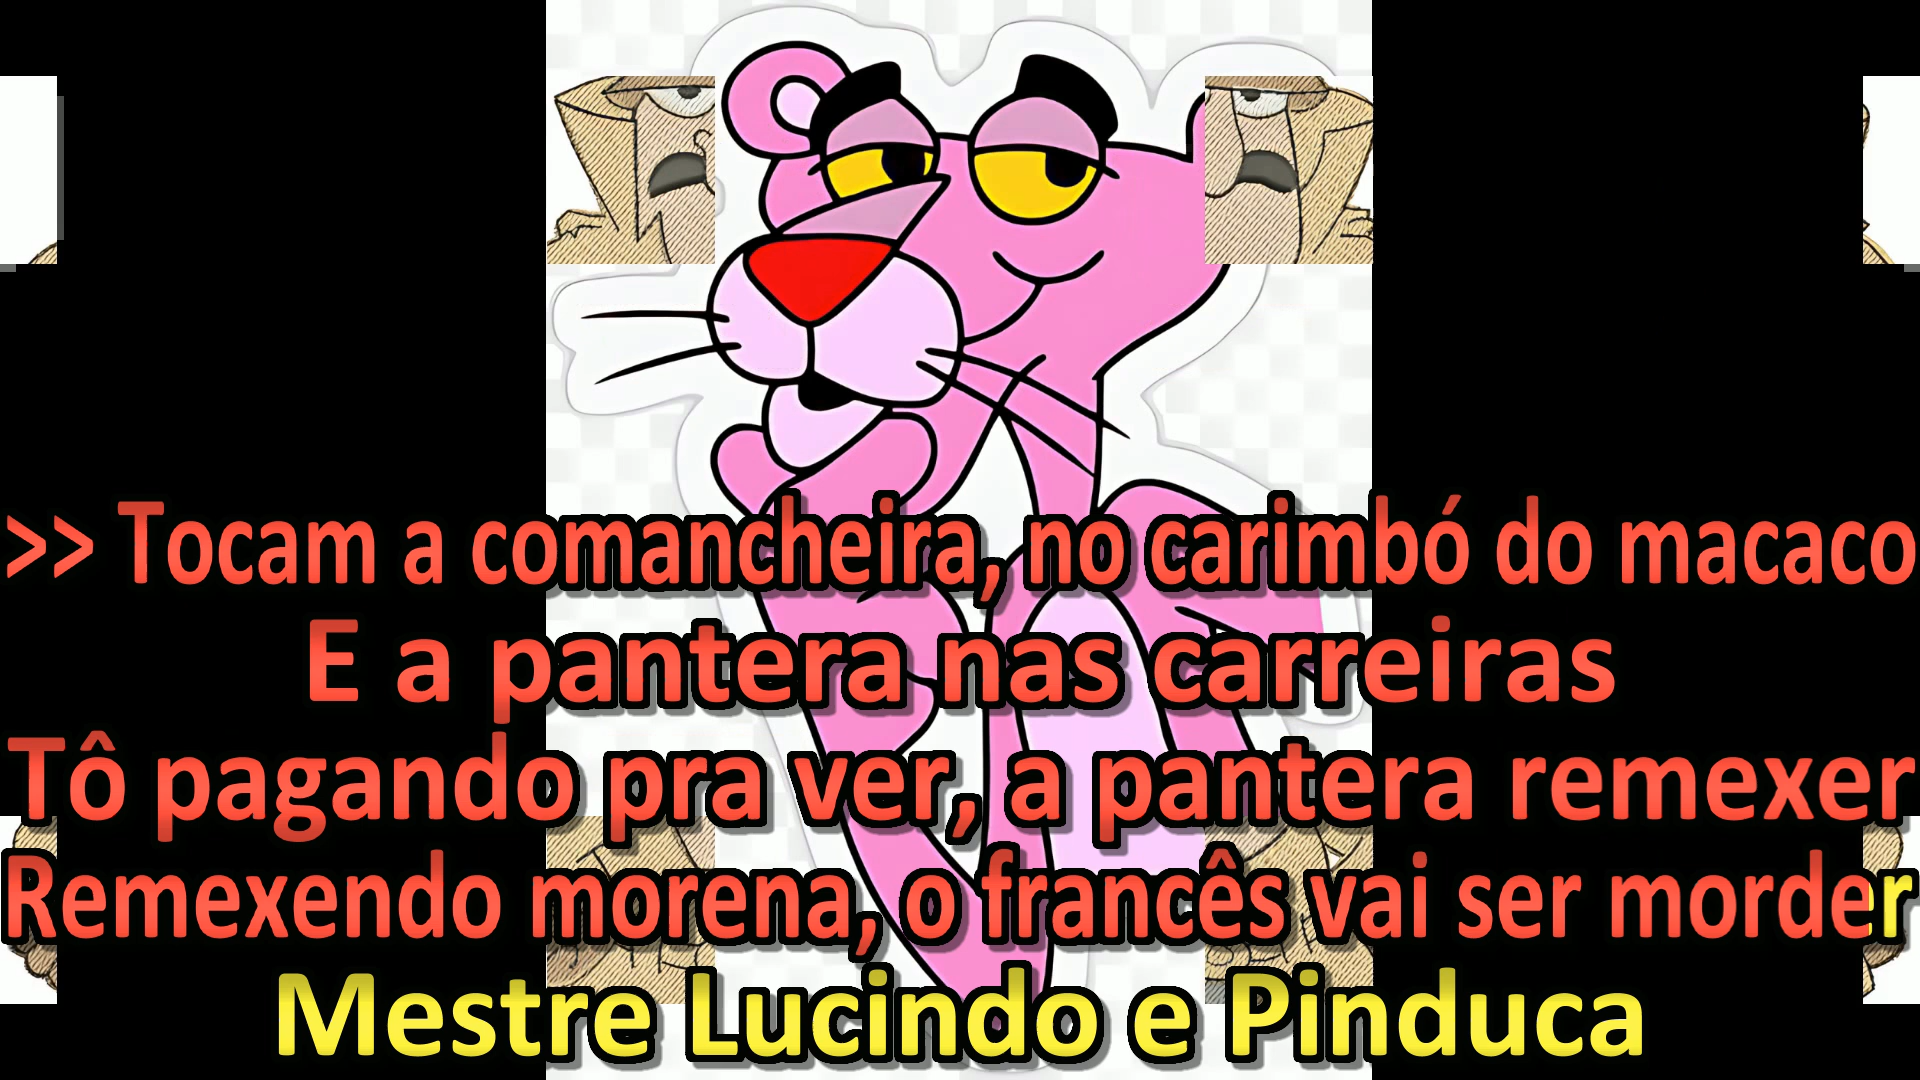 >> Tocam a comancheira, no carimbó do macaco
E a pantera nas carreiras
Tô pagando pra ver, a pantera remexer
Remexendo morena, o francês vai ser morder
Mestre Lucindo e Pinduca